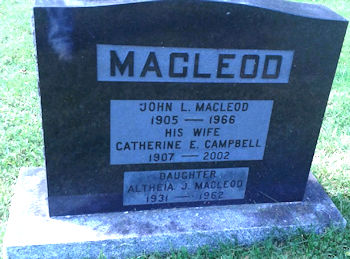 MACLEOD
JOHN L. MACLEOD
1905 — 1966
HIS WIFE
CATHERINE E. CAMPBELL
1907 — 2002
DAUGHTER
ALTHEIA J. MACLEOD
1931 — 1962